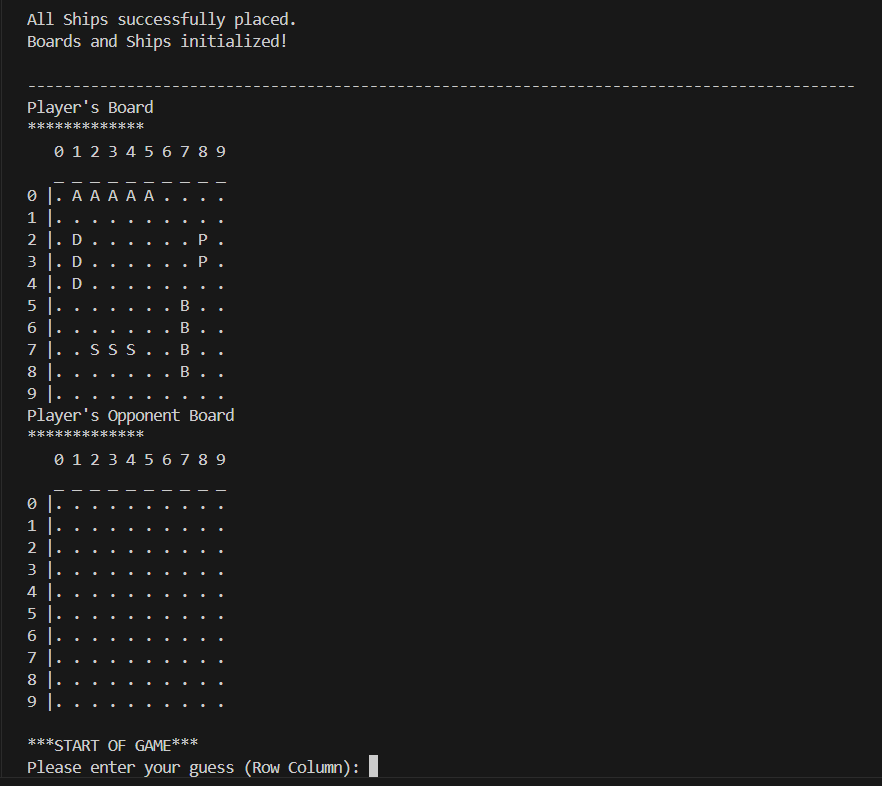 All Ships successfully placed.
Boards and Ships initialized!
--------------------------------------------------------------------------------------------
Player's Board
*************
   0 1 2 3 4 5 6 7 8 9
   _ _ _ _ _ _ _ _ _ _
0 |. A A A A A . . . .
1 |. . . . . . . . . .
2 |. D . . . . . . P .
3 |. D . . . . . . P .
4 |. D . . . . . . . .
5 |. . . . . . . B . .
6 |. . . . . . . B . .
7 |. . S S S . . B . .
8 |. . . . . . . B . .
9 |. . . . . . . . . .
Player's Opponent Board
*************
   0 1 2 3 4 5 6 7 8 9
   _ _ _ _ _ _ _ _ _ _
0 |. . . . . . . . . .
1 |. . . . . . . . . .
2 |. . . . . . . . . .
3 |. . . . . . . . . .
4 |. . . . . . . . . .
5 |. . . . . . . . . .
6 |. . . . . . . . . .
7 |. . . . . . . . . .
8 |. . . . . . . . . .
9 |. . . . . . . . . .
***START OF GAME***
Please enter your guess (Row Column):